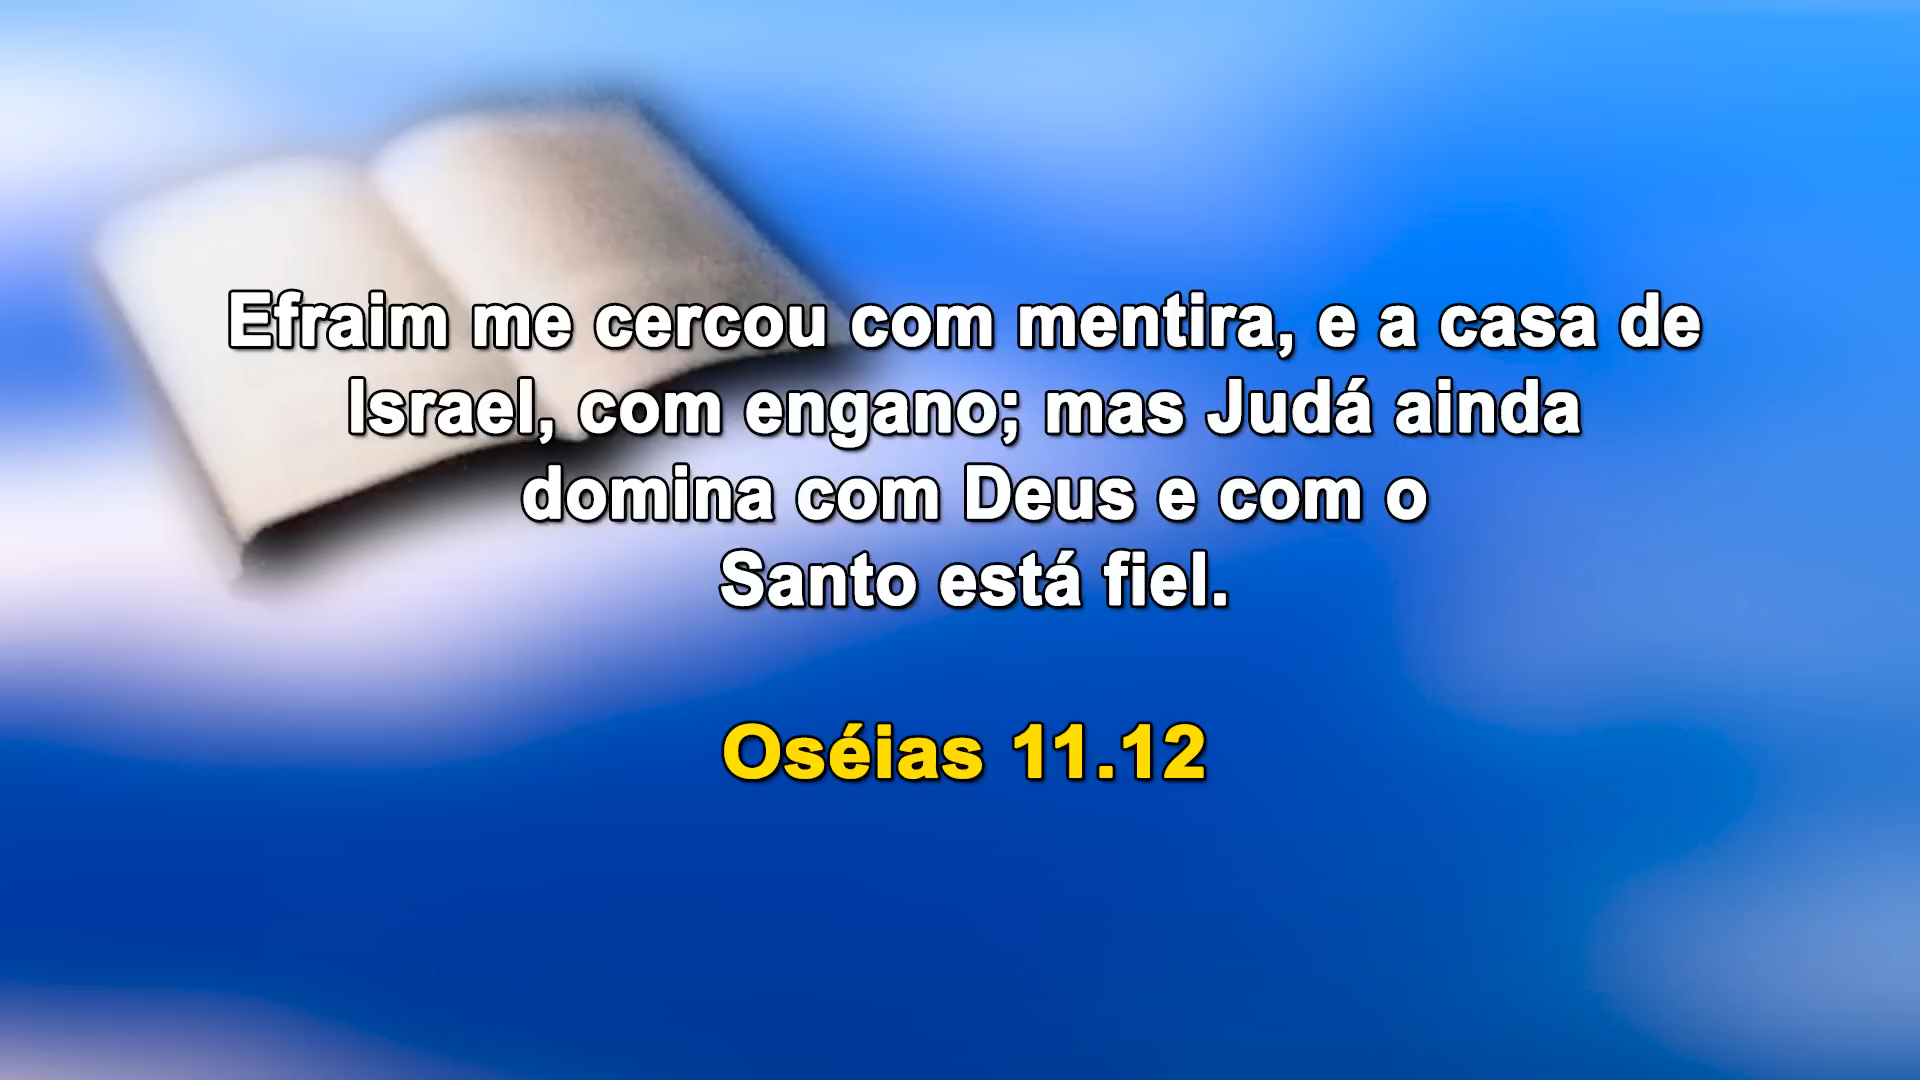 Efraim me cercou com mentira, e a casa de
Israel, com engano; mas Judá ainda
domina com Deus e com o
Santo está fiel.
Oséias 11.12